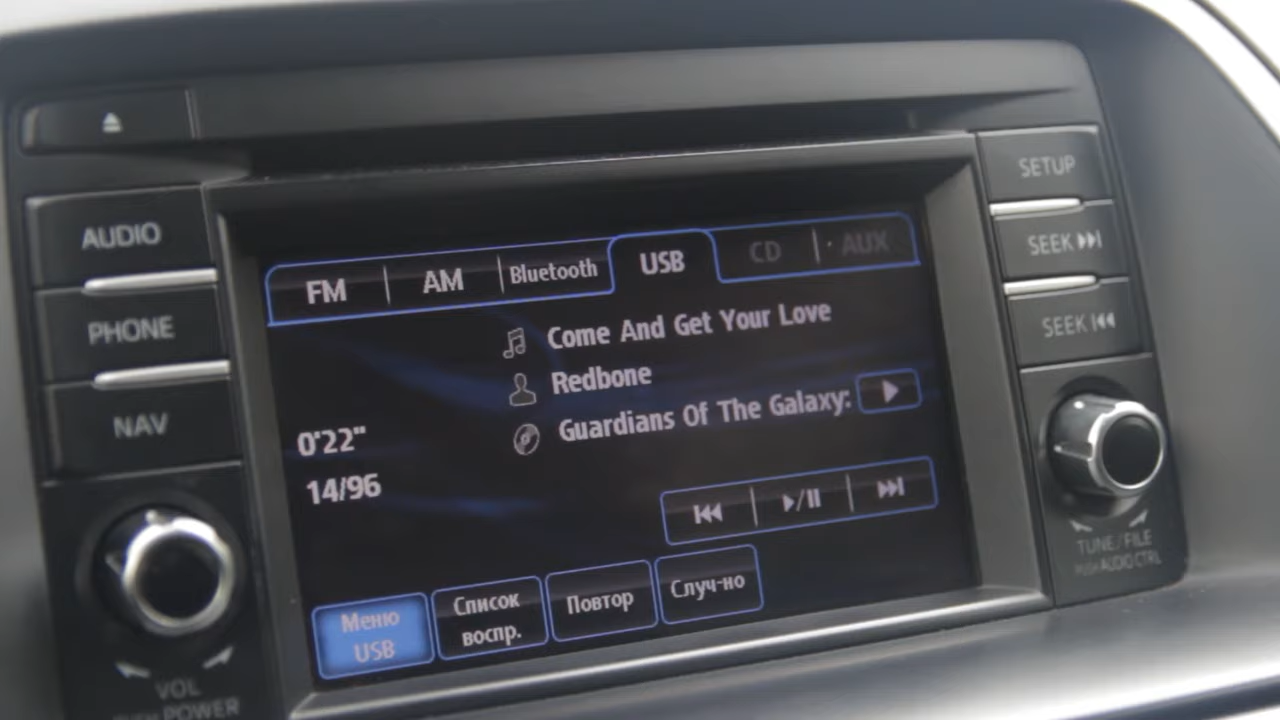 AUDIO
PHONE
NAV
VOL
POWER
FM
AM
Bluetooth
USB
CD
AUX
Come And Get Your Love
Redbone
Guardians Of The Galaxy:
0'22"
14/96
Меню
USB
Список
воспр.
Повтор
Случ-но
SETUP
SEEK
SEEK
TUNE/FILE
PUSH AUDIO CTRL